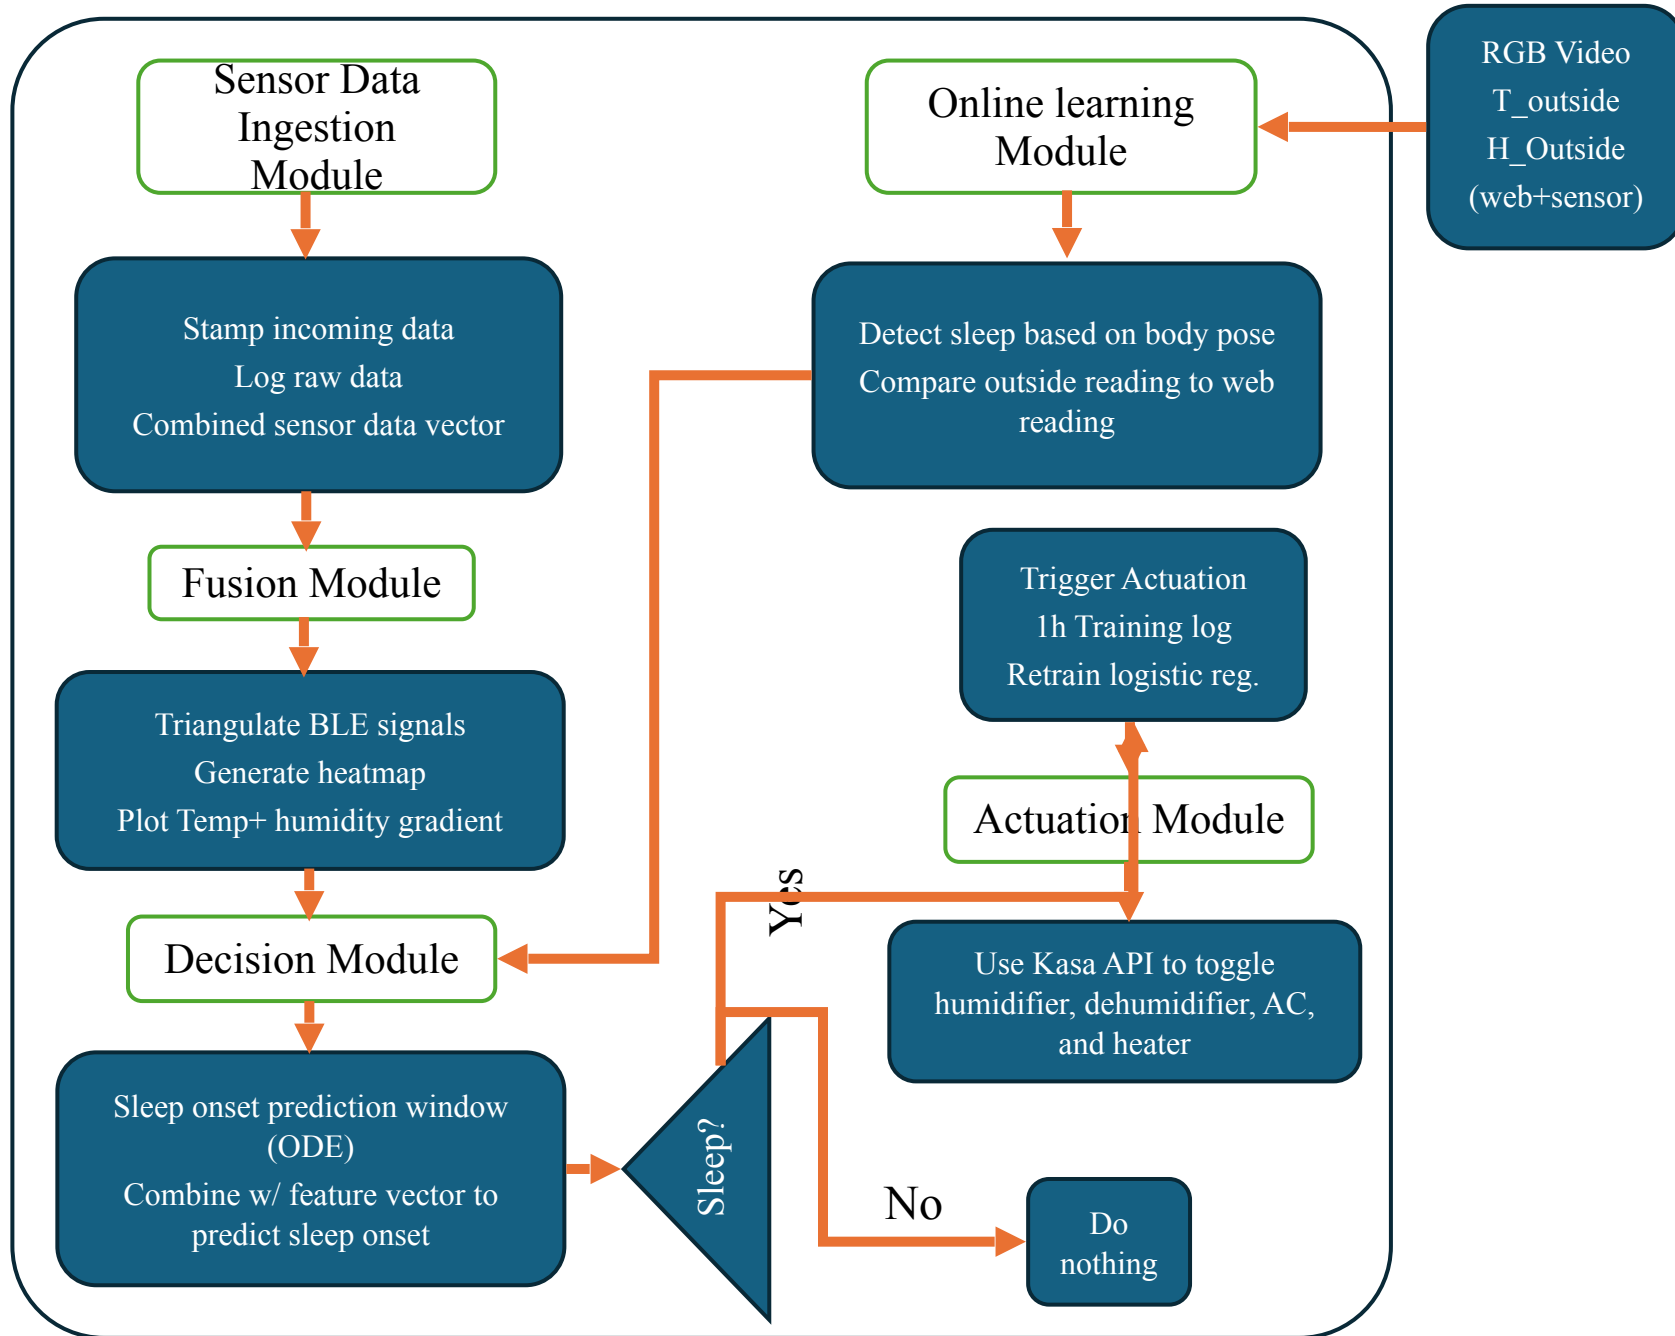 Sensor Data
Ingestion
Module
Stamp incoming data
Log raw data
Combined sensor data vector
Fusion Module
Triangulate BLE signals
Generate heatmap
Plot Temp+ humidity gradient
Decision Module
Sleep onset prediction window
(ODE)
Combine w/ feature vector to
predict sleep onset
Sleep?
Yes
No
Do
nothing
Online learning
Module
Detect sleep based on body pose
Compare outside reading to web
reading
Trigger Actuation
1h Training log
Retrain logistic reg.
Actuation Module
Use Kasa API to toggle
humidifier, dehumidifier, AC,
and heater
RGB Video
T_outside
H_Outside
(web+sensor)